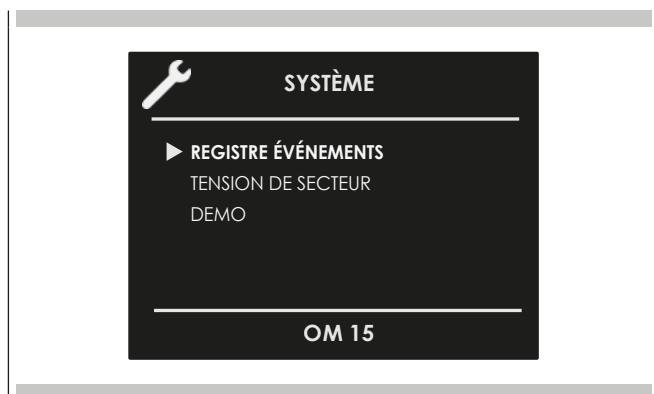 SYSTÈME
REGISTRE ÉVÉNEMENTS
TENSION DE SECTEUR
DEMO
OM 15